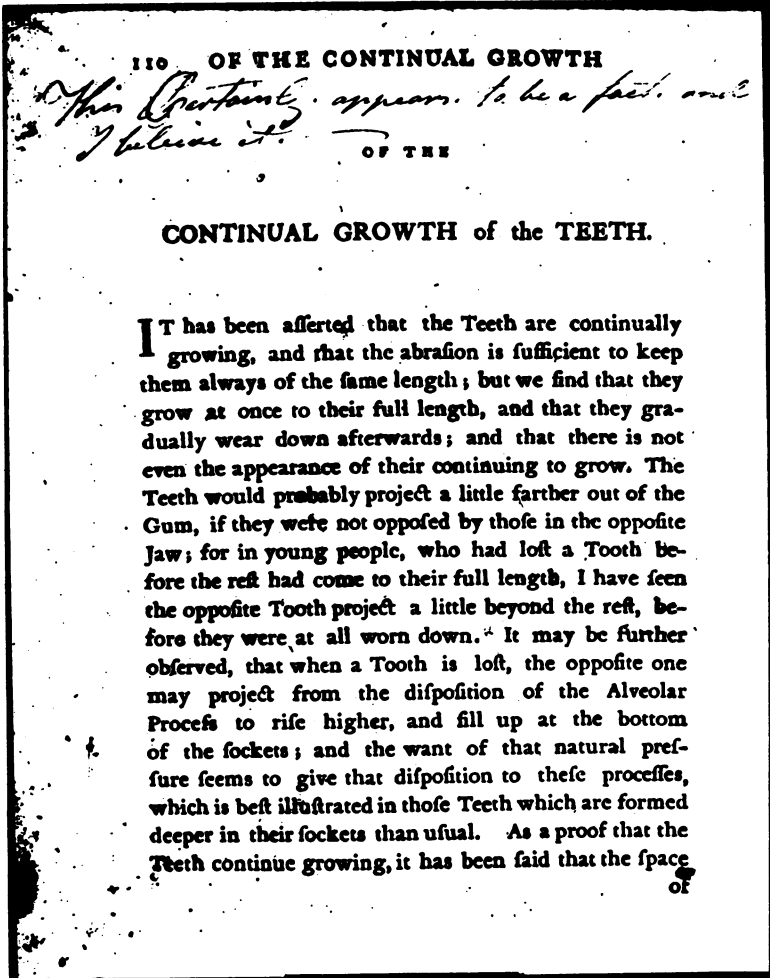 110 OF THE CONTINUAL GROWTH
This Certainty. appears. to be a fact. and
I beleive it.
OF THE
CONTINUAL GROWTH of the TEETH.
IT has been aſſerted that the Teeth are continually
growing, and that the abraſion is ſufficient to keep
them always of the ſame length; but we find that they
grow at once to their full length, and that they gra-
dually wear down afterwards; and that there is not
even the appearance of their continuing to grow. The
Teeth would probably project a little farther out of the
Gum, if they were not oppoſed by thoſe in the oppoſite
Jaw; for in young people, who had loſt a Tooth be-
fore the reſt had come to their full length, I have ſeen
the oppoſite Tooth project a little beyond the reſt, be-
fore they were at all worn down." It may be further
obſerved, that when a Tooth is loſt, the oppoſite one
may project from the diſpoſition of the Alveolar
Proceſs to riſe higher, and fill up at the bottom
of the ſockets; and the want of that natural preſ-
ſure ſeems to give that diſpoſition to theſe proceſſes,
which is beſt illuſtrated in thoſe Teeth which are formed
deeper in their ſockets than uſual. As a proof that the
Teeth continue growing, it has been ſaid that the ſpace
of